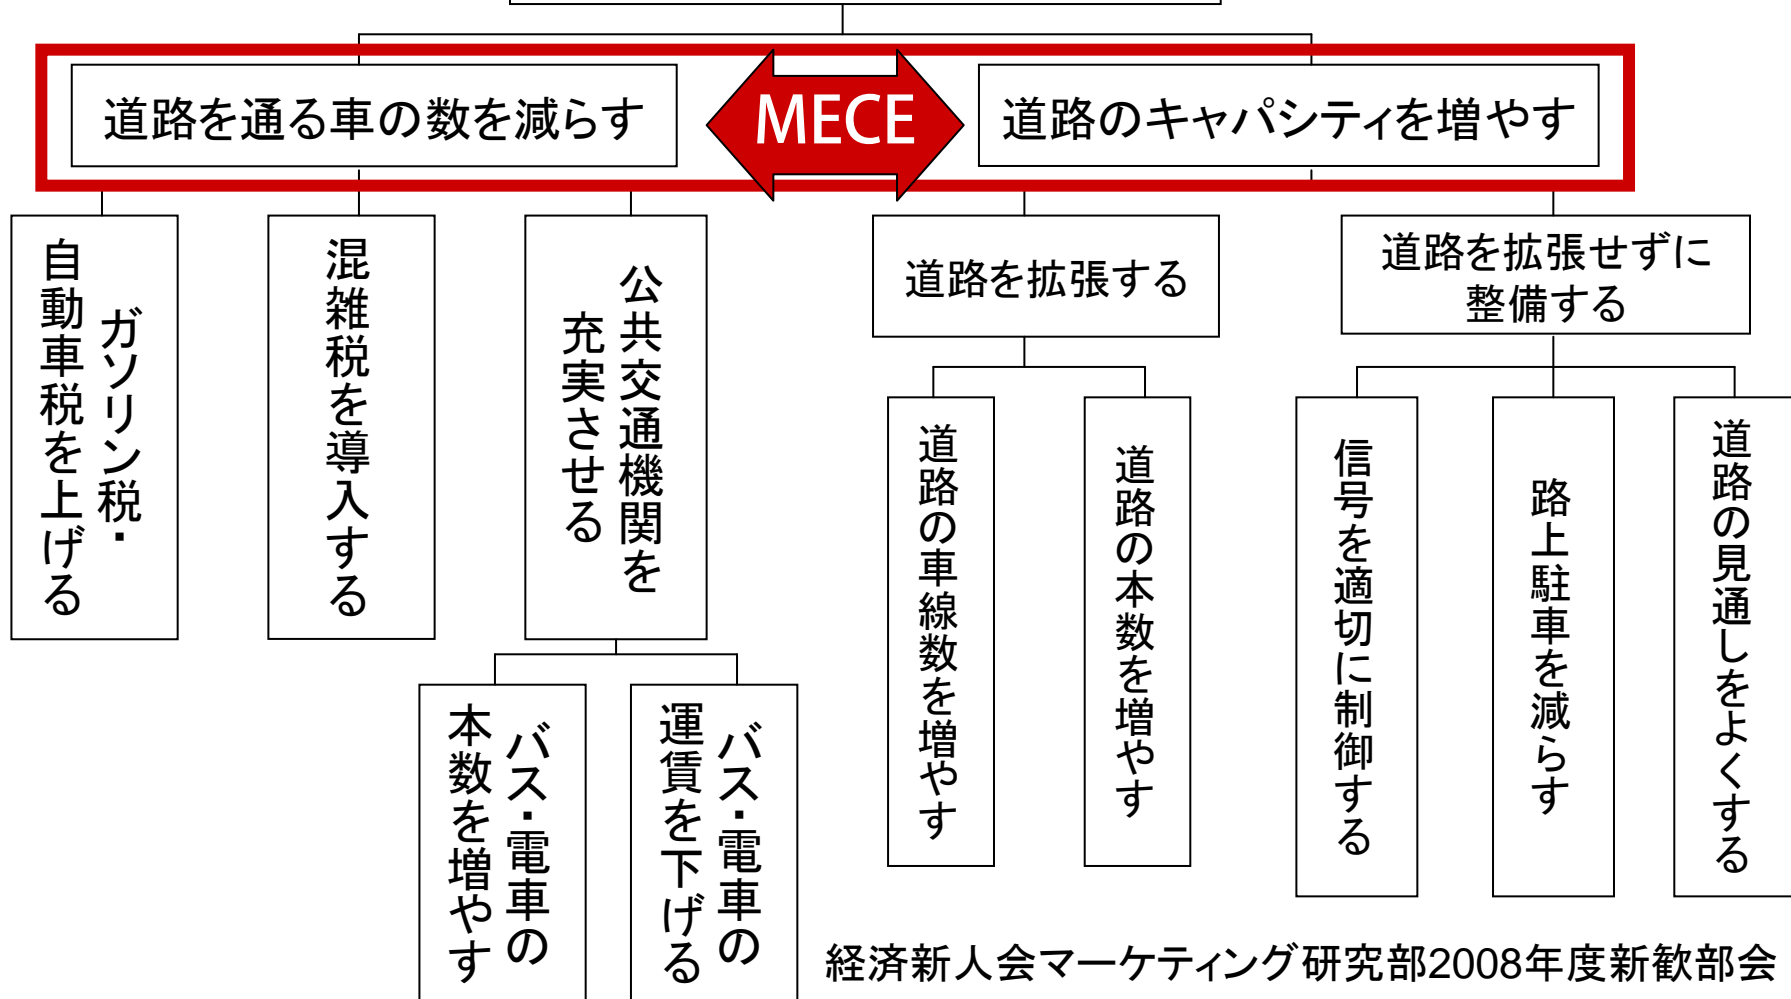 道路を通る車の数を減らす
MECE
道路のキャパシティを増やす
ガソリン税・
自動車税を上げる
混雑税を導入する
公共交通機関を
充実させる
道路を拡張する
道路を拡張せずに
整備する
バス・電車の
本数を増やす
バス・電車の
運賃を下げる
道路の車線数を増やす
道路の本数を増やす
信号を適切に制御する
路上駐車を減らす
道路の見通しをよくする
経済新人会マーケティング研究部2008年度新歓部会